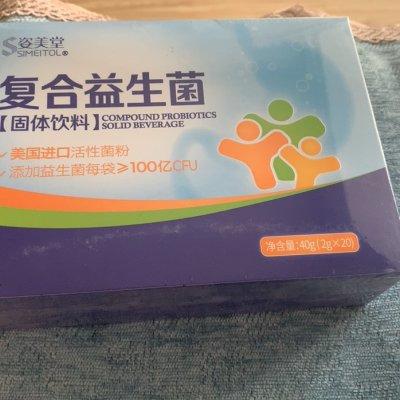 姿美堂
SIMEITOL®
复合益生菌
【固体饮料】
COMPOUND PROBIOTICS
SOLID BEVERAGE
美国进口活性菌粉
添加益生菌每袋≥100亿CFU
净含量:40g(2g×20)